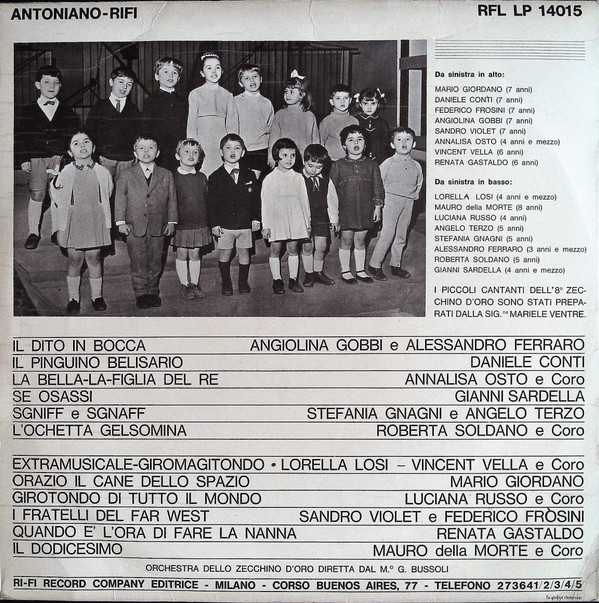 ANTONIANO-RIFI
RFL LP 14015
Da sinistra in alto:
MARIO GIORDANO (7 anni)
DANIELE CONTI (7 anni)
FEDERICO FROSINI (7 anni)
ANGIOLINA GOBBI (7 anni)
SANDRO VIOLET (7 anni)
ANNALISA OSTO (4 anni e mezzo)
VINCENT VELLA (6 anni)
RENATA GASTALDO (6 anni)
Da sinistra in basso:
LORELLA LOSI (4 anni e mezzo)
MAURO della MORTE (8 anni)
LUCIANA RUSSO (4 anni)
ANGELO TERZO (5 anni)
STEFANIA GNAGNI (5 anni)
ALESSANDRO FERRARO (3 anni e mezzo)
ROBERTA SOLDANO (5 anni)
GIANNI SARDELLA (4 anni e mezzo)
I PICCOLI CANTANTI DELL'8° ZEC-
CHINO D'ORO SONO STATI PREPA-
RATI DALLA SIG.na MARIELE VENTRE.
IL DITO IN BOCCA ANGIOLINA GOBBI e ALESSANDRO FERRARO
IL PINGUINO BELISARIO DANIELE CONTI
LA BELLA-LA-FIGLIA DEL RE ANNALISA OSTO e Coro
SE OSASSI GIANNI SARDELLA
SGNIFF e SGNAFF STEFANIA GNAGNI e ANGELO TERZO
L'OCHETTA GELSOMINA ROBERTA SOLDANO e Coro
EXTRAMUSICALE-GIROMAGITONDO • LORELLA LOSI – VINCENT VELLA e Coro
ORAZIO IL CANE DELLO SPAZIO MARIO GIORDANO
GIROTONDO DI TUTTO IL MONDO LUCIANA RUSSO e Coro
I FRATELLI DEL FAR WEST SANDRO VIOLET e FEDERICO FROSINI
QUANDO E' L'ORA DI FARE LA NANNA RENATA GASTALDO
IL DODICESIMO MAURO della MORTE e Coro
ORCHESTRA DELLO ZECCHINO D'ORO DIRETTA DAL M.° G. BUSSOLI
RI-FI RECORD COMPANY EDITRICE - MILANO - CORSO BUENOS AIRES, 77 - TELEFONO 273641/2/3/4/5